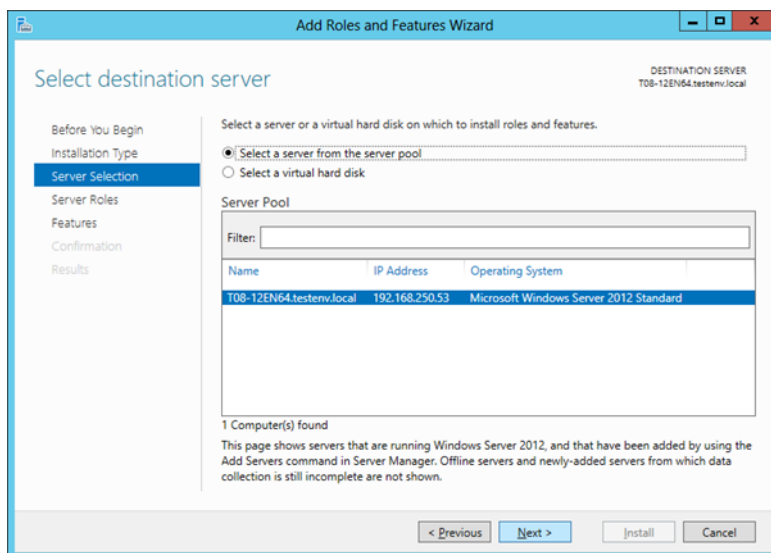 Add Roles and Features Wizard
Select destination server
DESTINATION SERVER
T08-12EN64.testenv.local
Before You Begin
Installation Type
Server Selection
Server Roles
Features
Confirmation
Results
Select a server or a virtual hard disk on which to install roles and features.
Select a server from the server pool
Select a virtual hard disk
Server Pool
Filter:
Name IP Address Operating System
T08-12EN64.testenv.local 192.168.250.53 Microsoft Windows Server 2012 Standard
1 Computer(s) found
This page shows servers that are running Windows Server 2012, and that have been added by using the
Add Servers command in Server Manager. Offline servers and newly-added servers from which data
collection is still incomplete are not shown.
< Previous Next > Install Cancel